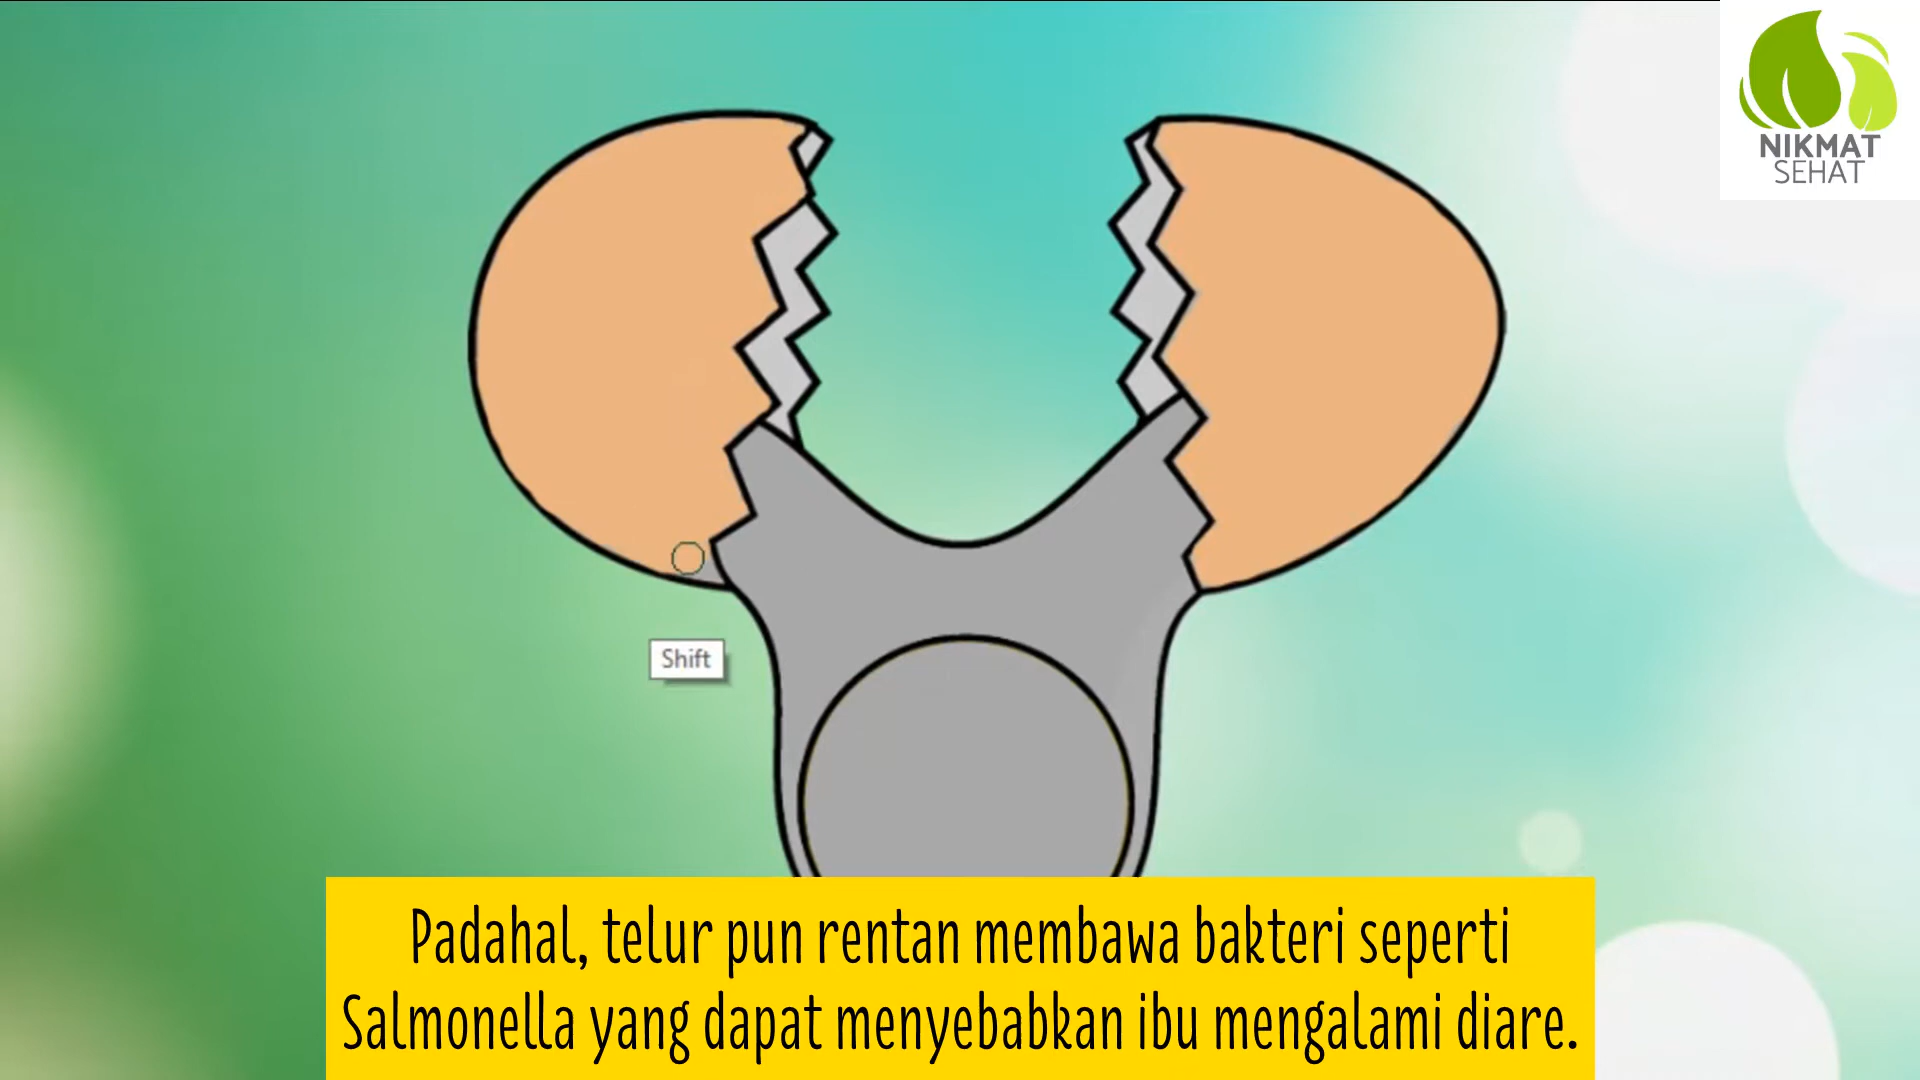 NIKMAT
SEHAT
Shift
Padahal, telur pun rentan membawa bakteri seperti
Salmonella yang dapat menyebabkan ibu mengalami diare.